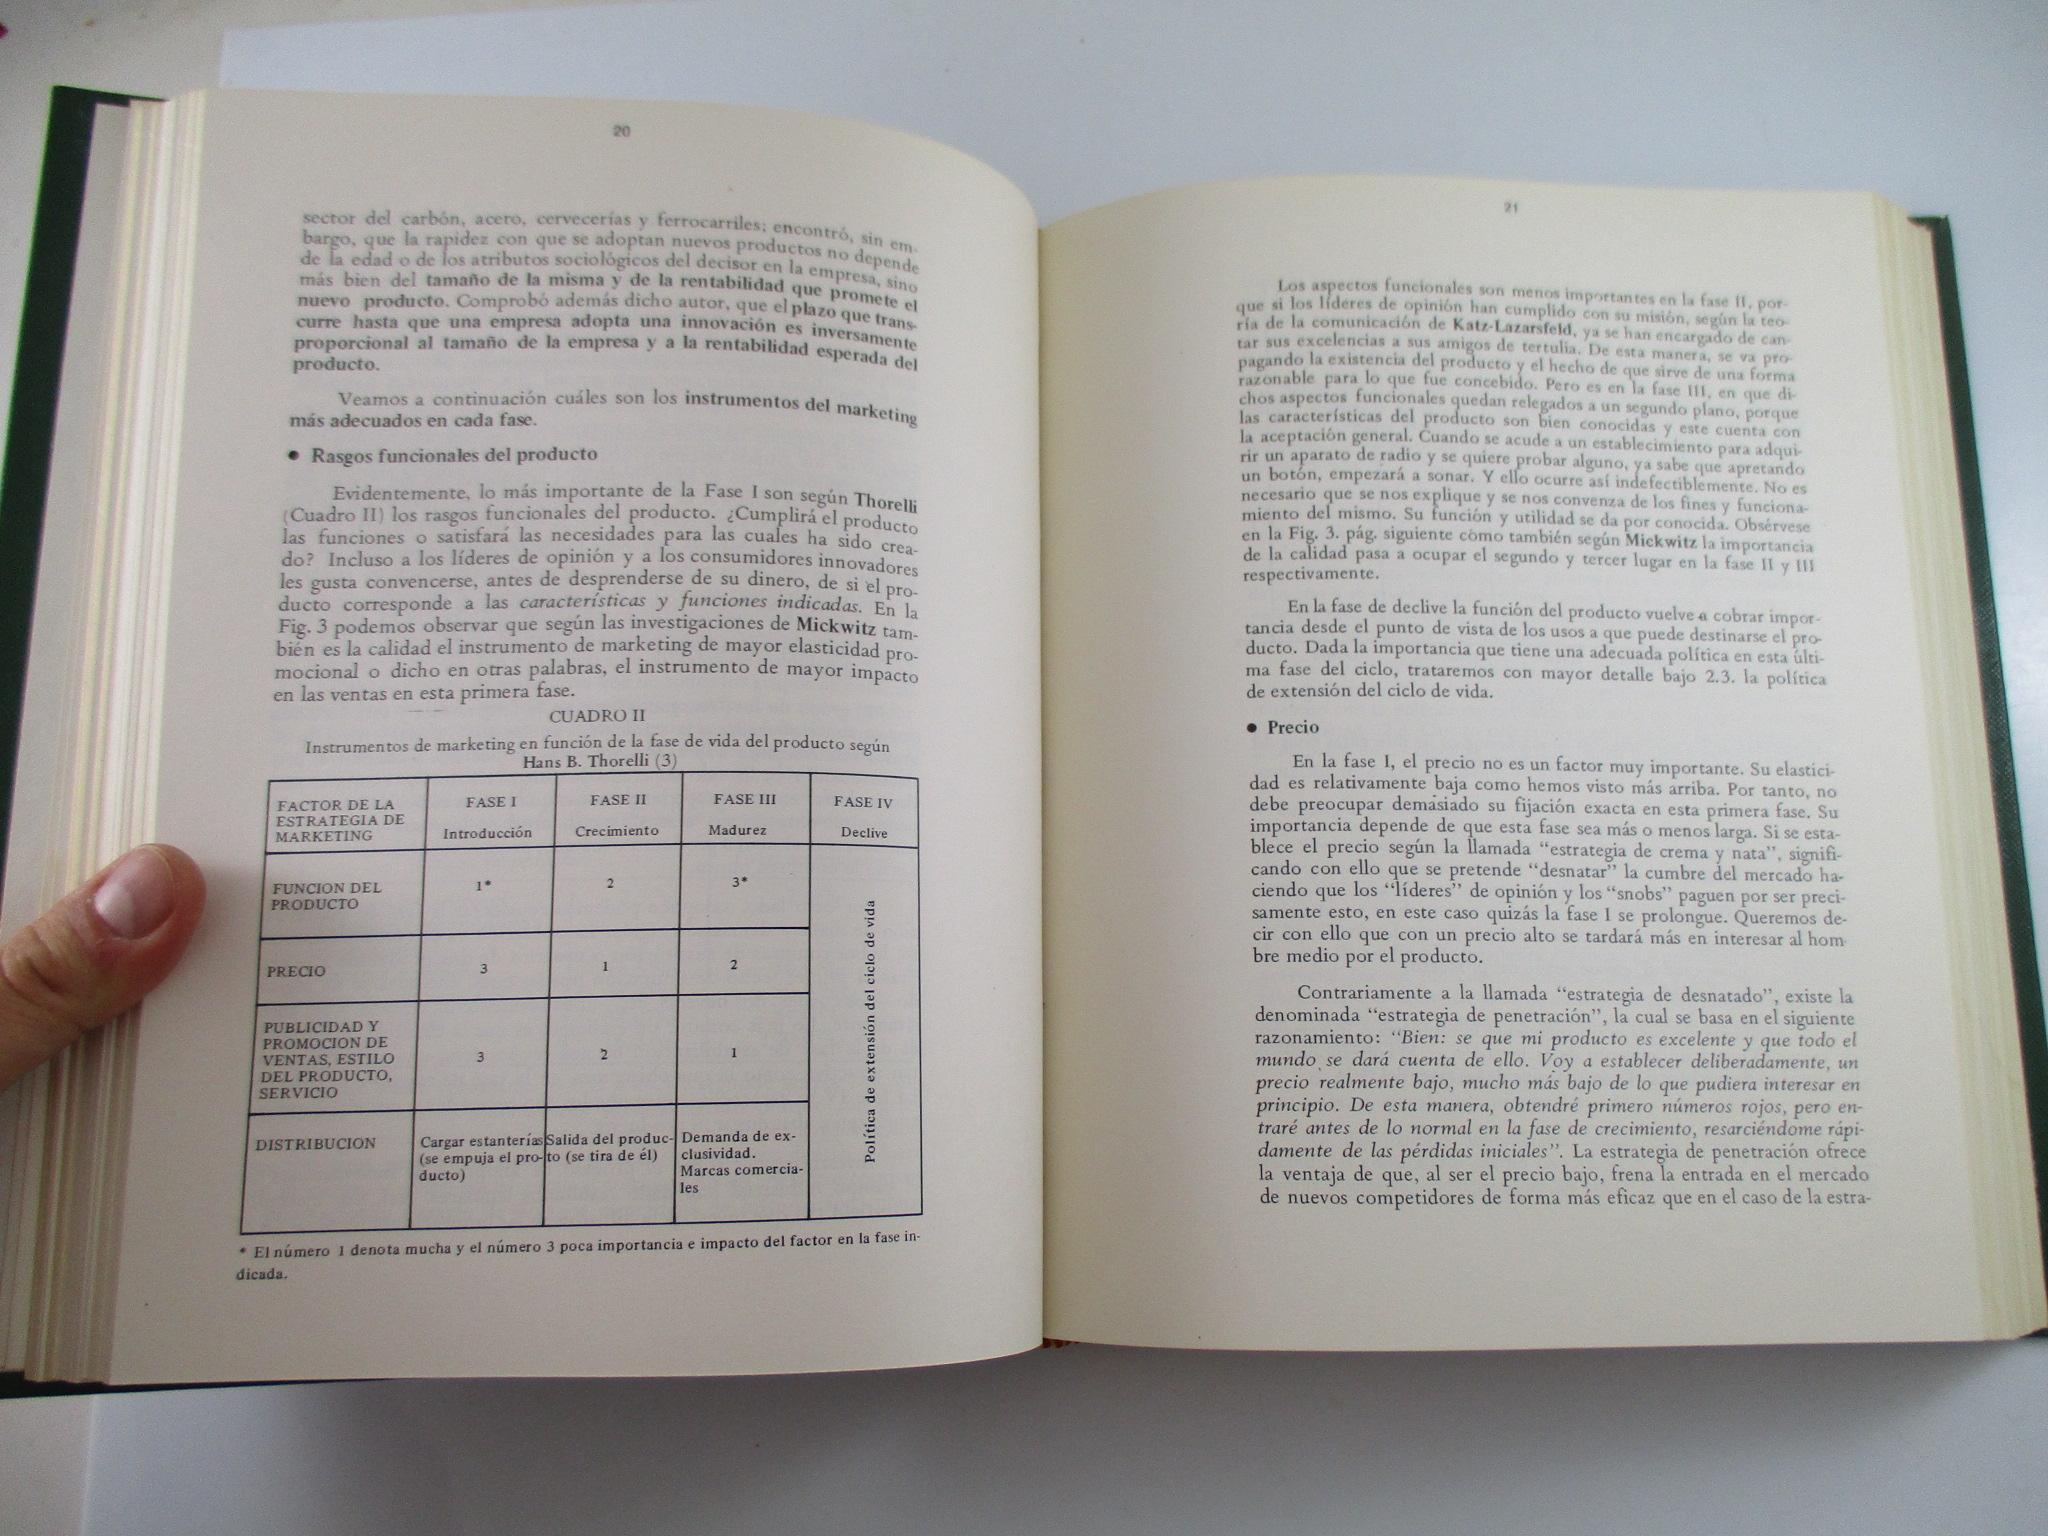 20
sector del carbón, acero, cervecerías y ferrocarriles; encontró, sin em-
bargo, que la rapidez con que se adoptan nuevos productos no depende
de la edad o de los atributos sociológicos del decisor en la empresa, sino
más bien del tamaño de la misma y de la rentabilidad que promete el
nuevo producto. Comprobó además dicho autor, que el plazo que trans-
curre hasta que una empresa adopta una innovación es inversamente
proporcional al tamaño de la empresa y a la rentabilidad esperada del
producto.
Veamos a continuación cuáles son los instrumentos del marketing
más adecuados en cada fase.
● Rasgos funcionales del producto
Evidentemente, lo más importante de la Fase I son según Thorelli
(Cuadro II) los rasgos funcionales del producto. ¿Cumplirá el producto
las funciones o satisfará las necesidades para las cuales ha sido crea-
do? Incluso a los líderes de opinión y a los consumidores innovadores
les gusta convencerse, antes de desprenderse de su dinero, de si el pro-
ducto corresponde a las características y funciones indicadas. En la
Fig. 3 podemos observar que según las investigaciones de Mickwitz tam-
bién es la calidad el instrumento de marketing de mayor elasticidad pro-
mocional o dicho en otras palabras, el instrumento de mayor impacto
en las ventas en esta primera fase.
CUADRO II
Instrumentos de marketing en función de la fase de vida del producto según
Hans B. Thorelli (3)
FACTOR DE LA
ESTRATEGIA DE
MARKETING
FASE I
Introducción
FASE II
Crecimiento
FASE III
Madurez
FASE IV
Declive
FUNCION DEL
PRODUCTO
1*
2
3*
PRECIO
3
1
2
PUBLICIDAD Y
PROMOCION DE
VENTAS, ESTILO
DEL PRODUCTO,
SERVICIO
3
2
1
DISTRIBUCION
Cargar estanterías
(se empuja el pro-
ducto)
Salida del produc-
to (se tira de él)
Demanda de ex-
clusividad.
Marcas comercia-
les
Política de extensión del ciclo de vida
* El número 1 denota mucha y el número 3 poca importancia e impacto del factor en la fase in-
dicada.
21
Los aspectos funcionales son menos importantes en la fase II, por-
que si los líderes de opinión han cumplido con su misión, según la teo-
ría de la comunicación de Katz-Lazarsfeld, ya se han encargado de can-
tar sus excelencias a sus amigos de tertulia. De esta manera, se va pro-
pagando la existencia del producto y el hecho de que sirve de una forma
razonable para lo que fue concebido. Pero es en la fase III, en que di-
chos aspectos funcionales quedan relegados a un segundo plano, porque
las características del producto son bien conocidas y este cuenta con
la aceptación general. Cuando se acude a un establecimiento para adqui-
rir un aparato de radio y se quiere probar alguno, ya sabe que apretando
un botón, empezará a sonar. Y ello ocurre así indefectiblemente. No es
necesario que se nos explique y se nos convenza de los fines y funciona-
miento del mismo. Su función y utilidad se da por conocida. Obsérvese
en la Fig. 3. pág. siguiente cómo también según Mickwitz la importancia
de la calidad pasa a ocupar el segundo y tercer lugar en la fase II y III
respectivamente.
En la fase de declive la función del producto vuelve a cobrar impor-
tancia desde el punto de vista de los usos a que puede destinarse el pro-
ducto. Dada la importancia que tiene una adecuada política en esta últi-
ma fase del ciclo, trataremos con mayor detalle bajo 2.3. la política
de extensión del ciclo de vida.
● Precio
En la fase I, el precio no es un factor muy importante. Su elastici-
dad es relativamente baja como hemos visto más arriba. Por tanto, no
debe preocupar demasiado su fijación exacta en esta primera fase. Su
importancia depende de que esta fase sea más o menos larga. Si se esta-
blece el precio según la llamada “estrategia de crema y nata”, signifi-
cando con ello que se pretende “desnatar” la cumbre del mercado ha-
ciendo que los “líderes” de opinión y los “snobs” paguen por ser preci-
samente esto, en este caso quizás la fase I se prolongue. Queremos de-
cir con ello que con un precio alto se tardará más en interesar al hom
bre medio por el producto.
Contrariamente a la llamada “estrategia de desnatado”, existe la
denominada “estrategia de penetración”, la cual se basa en el siguiente
razonamiento: “Bien: se que mi producto es excelente y que todo el
mundo se dará cuenta de ello. Voy a establecer deliberadamente, un
precio realmente bajo, mucho más bajo de lo que pudiera interesar en
principio. De esta manera, obtendré primero números rojos, pero en-
traré antes de lo normal en la fase de crecimiento, resarciéndome rápi-
damente de las pérdidas iniciales”. La estrategia de penetración ofrece
la ventaja de que, al ser el precio bajo, frena la entrada en el mercado
de nuevos competidores de forma más eficaz que en el caso de la estra-